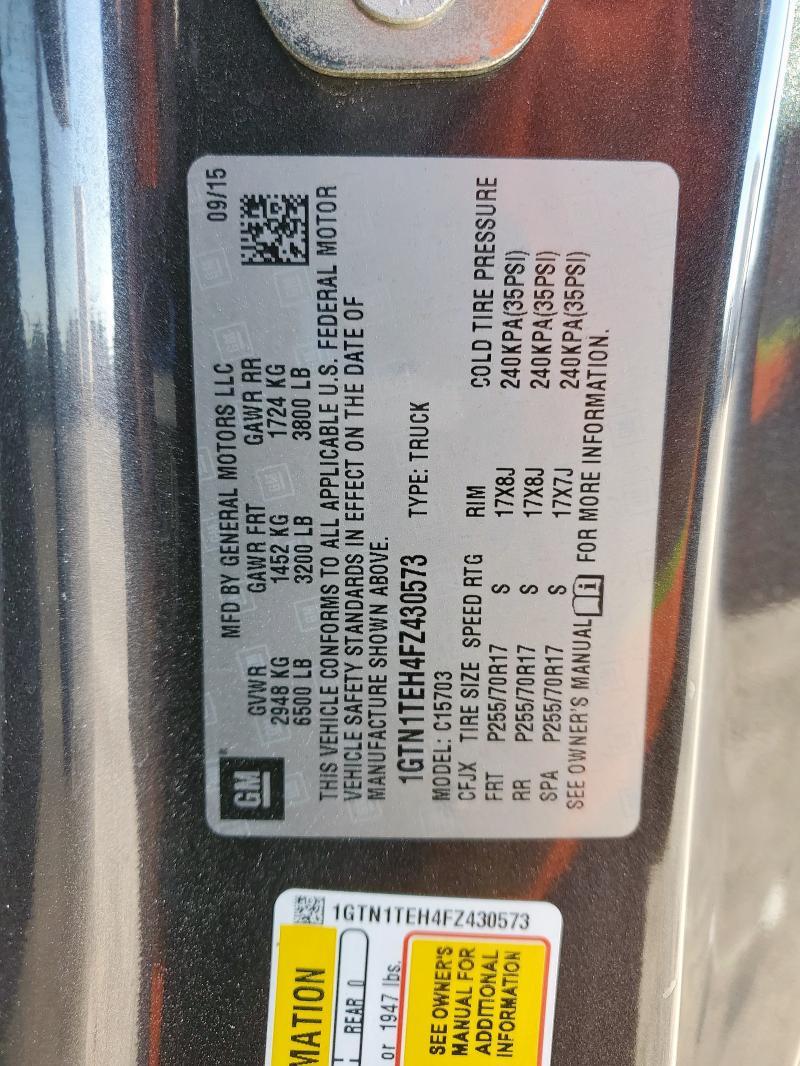 GM
MFD BY GENERAL MOTORS LLC 09/15
GVWR GAWR FRT GAWR RR
2948 KG 1452 KG 1724 KG
6500 LB 3200 LB 3800 LB
THIS VEHICLE CONFORMS TO ALL APPLICABLE U.S. FEDERAL MOTOR
VEHICLE SAFETY STANDARDS IN EFFECT ON THE DATE OF
MANUFACTURE SHOWN ABOVE.
1GTN1TEH4FZ430573 TYPE: TRUCK
MODEL: C15703
CFJX TIRE SIZE SPEED RTG RIM COLD TIRE PRESSURE
FRT P255/70R17 S 17X8J 240KPA(35PSI)
RR P255/70R17 S 17X8J 240KPA(35PSI)
SPA P255/70R17 S 17X7J 240KPA(35PSI)
SEE OWNER'S MANUAL FOR MORE INFORMATION.
1GTN1TEH4FZ430573
MATION
REAR 0
or 1947 lbs.
SEE OWNER'S
MANUAL FOR
ADDITIONAL
INFORMATION